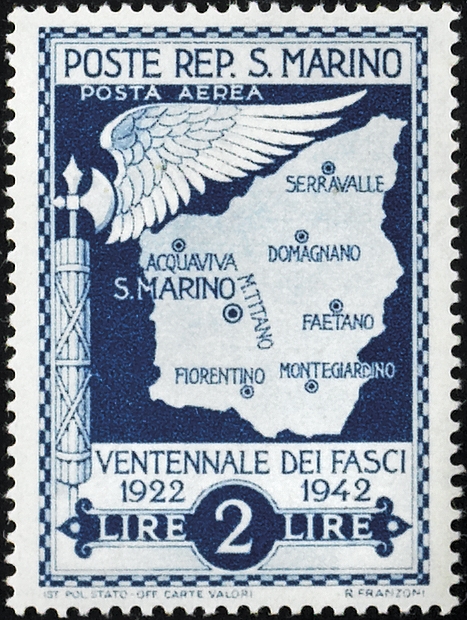 POSTE REP. S. MARINO
POSTA AEREA
SERRAVALLE
ACQUAVIVA
DOMAGNANO
S. MARINO
M. TITANO
FAETANO
FIORENTINO
MONTEGIARDINO
VENTENNALE DEI FASCI
1922 1942
LIRE 2 LIRE
IST. POL. STATO-OFF. CARTE VALORI R. FRANZONI